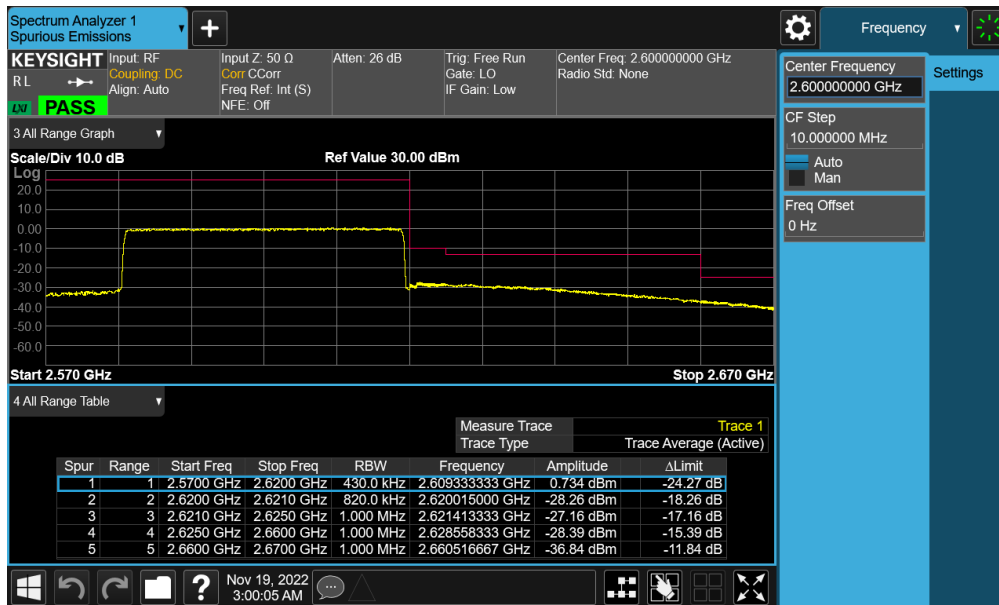 Spectrum Analyzer 1
Spurious Emissions
Frequency
KEYSIGHT
R L
LXI
PASS
Input: RF
Coupling: DC
Align: Auto
Input Z: 50 Ω
Corr CCorr
Freq Ref: Int (S)
NFE: Off
Atten: 26 dB
Trig: Free Run
Gate: LO
IF Gain: Low
Center Freq: 2.600000000 GHz
Radio Std: None
Center Frequency
2.600000000 GHz
Settings
CF Step
10.000000 MHz
Auto
Man
Freq Offset
0 Hz
3 All Range Graph
Scale/Div 10.0 dB
Ref Value 30.00 dBm
Log
20.0
10.0
0.00
-10.0
-20.0
-30.0
-40.0
-50.0
-60.0
Start 2.570 GHz
Stop 2.670 GHz
4 All Range Table
Measure Trace Trace 1
Trace Type Trace Average (Active)
Spur Range Start Freq Stop Freq RBW Frequency Amplitude ΔLimit
1 1 2.5700 GHz 2.6200 GHz 430.0 kHz 2.609333333 GHz 0.734 dBm -24.27 dB
2 2 2.6200 GHz 2.6210 GHz 820.0 kHz 2.620015000 GHz -28.26 dBm -18.26 dB
3 3 2.6210 GHz 2.6250 GHz 1.000 MHz 2.621413333 GHz -27.16 dBm -17.16 dB
4 4 2.6250 GHz 2.6600 GHz 1.000 MHz 2.628558333 GHz -28.39 dBm -15.39 dB
5 5 2.6600 GHz 2.6700 GHz 1.000 MHz 2.660516667 GHz -36.84 dBm -11.84 dB
Nov 19, 2022
3:00:05 AM